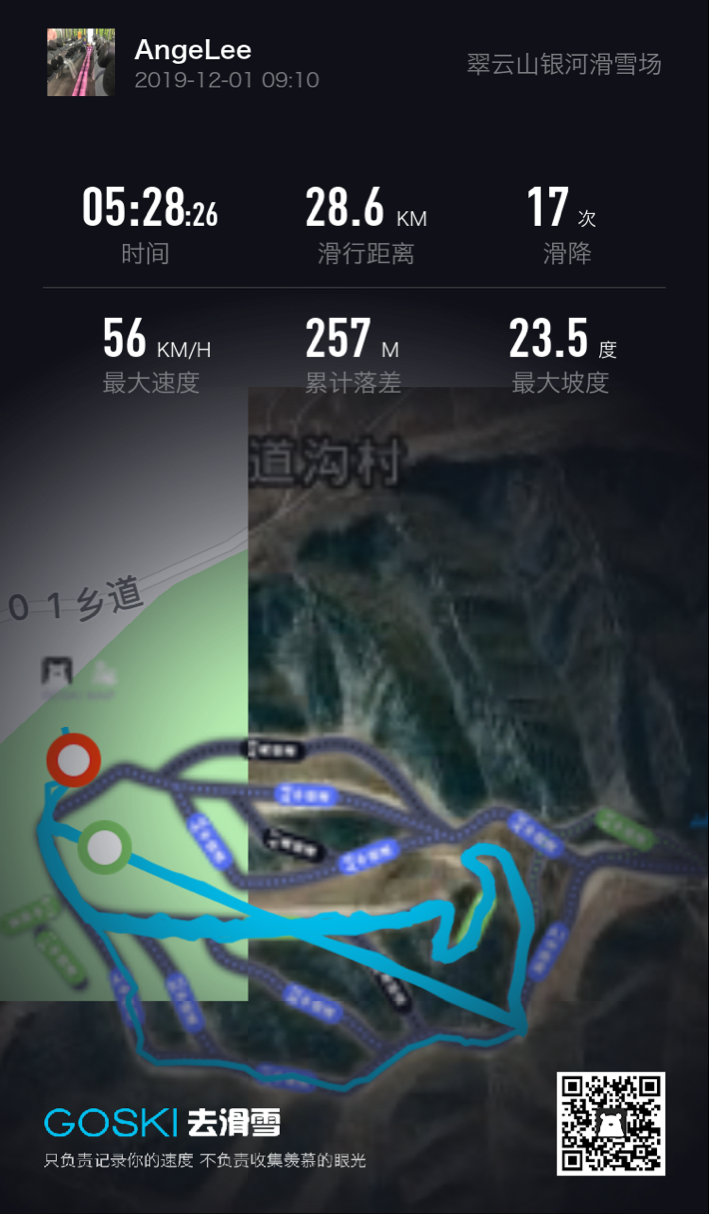 AngeLee
2019-12-01 09:10
翠云山银河滑雪场
05:28:26
28.6 KM
17 次
时间
滑行距离
滑降
56 KM/H
257 M
23.5 度
最大速度
累计落差
最大坡度
道沟村
01乡道
GOSKI 去滑雪
只负责记录你的速度 不负责收集羡慕的眼光